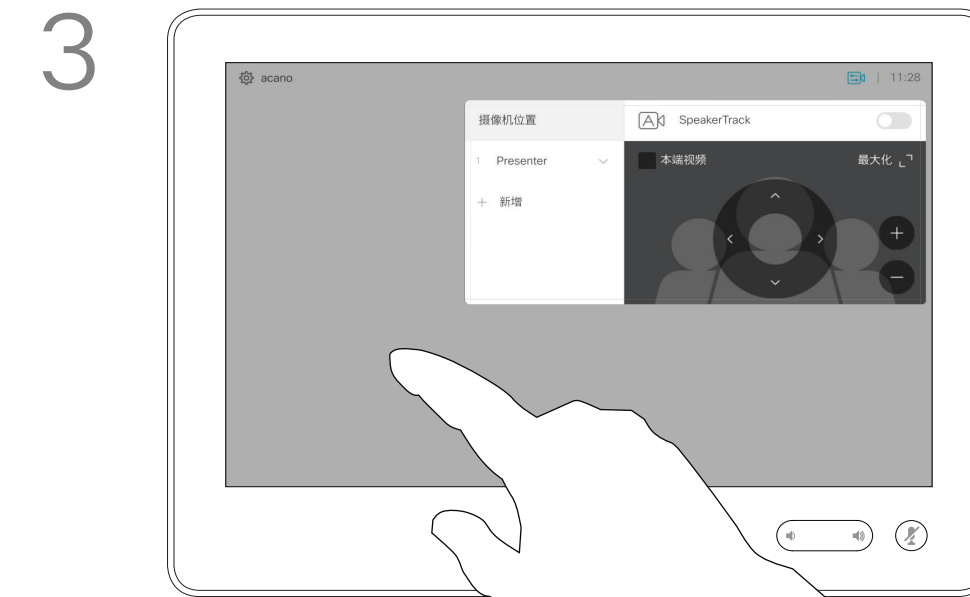 3
acano
11:28
摄像机位置
SpeakerTrack
1 Presenter
本端视频
最大化
+ 新增